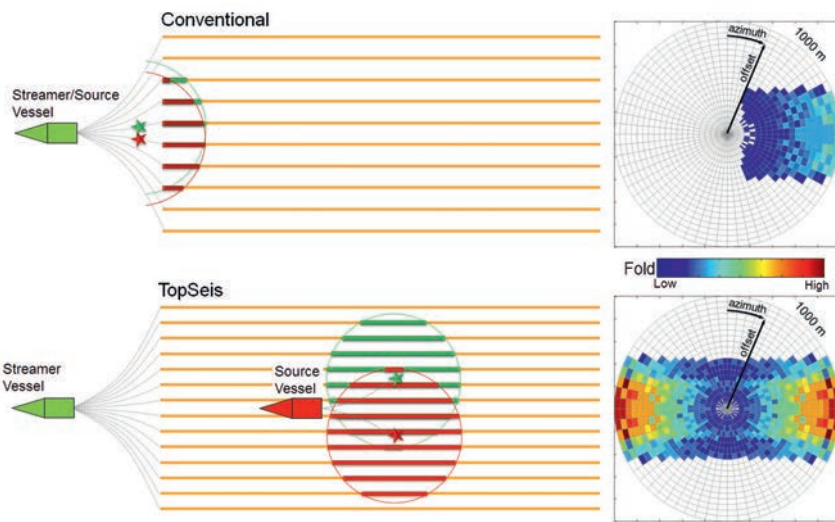 Conventional
Streamer/Source
Vessel
azimuth
offset
1000 m
Fold
Low
High
TopSeis
Streamer
Vessel
Source
Vessel
azimuth
offset
1000 m